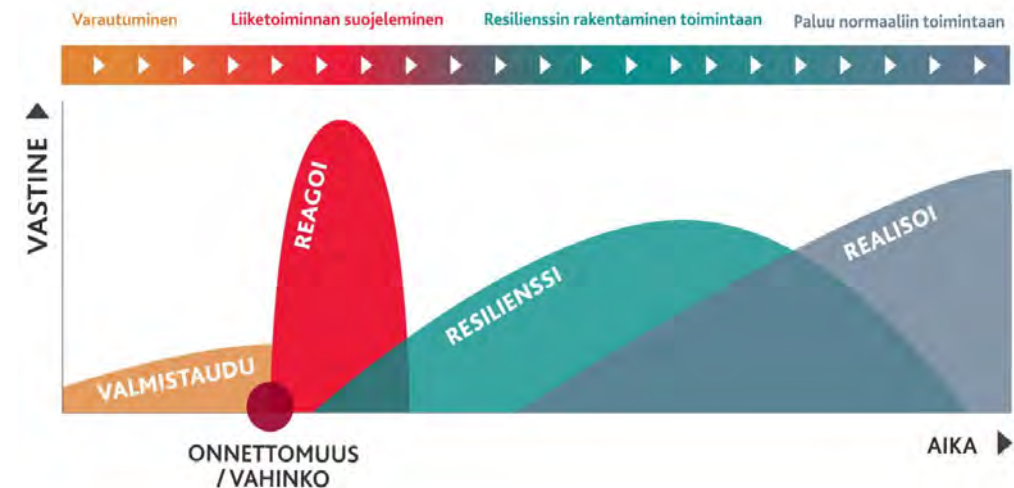 Varautuminen
Liiketoiminnan suojeleminen
Resilienssin rakentaminen toimintaan
Paluu normaaliin toimintaan
VASTINE
VALMISTAUDU
REAGOI
RESILIENSSI
REALISOI
ONNETTOMUUS
/ VAHINKO
AIKA